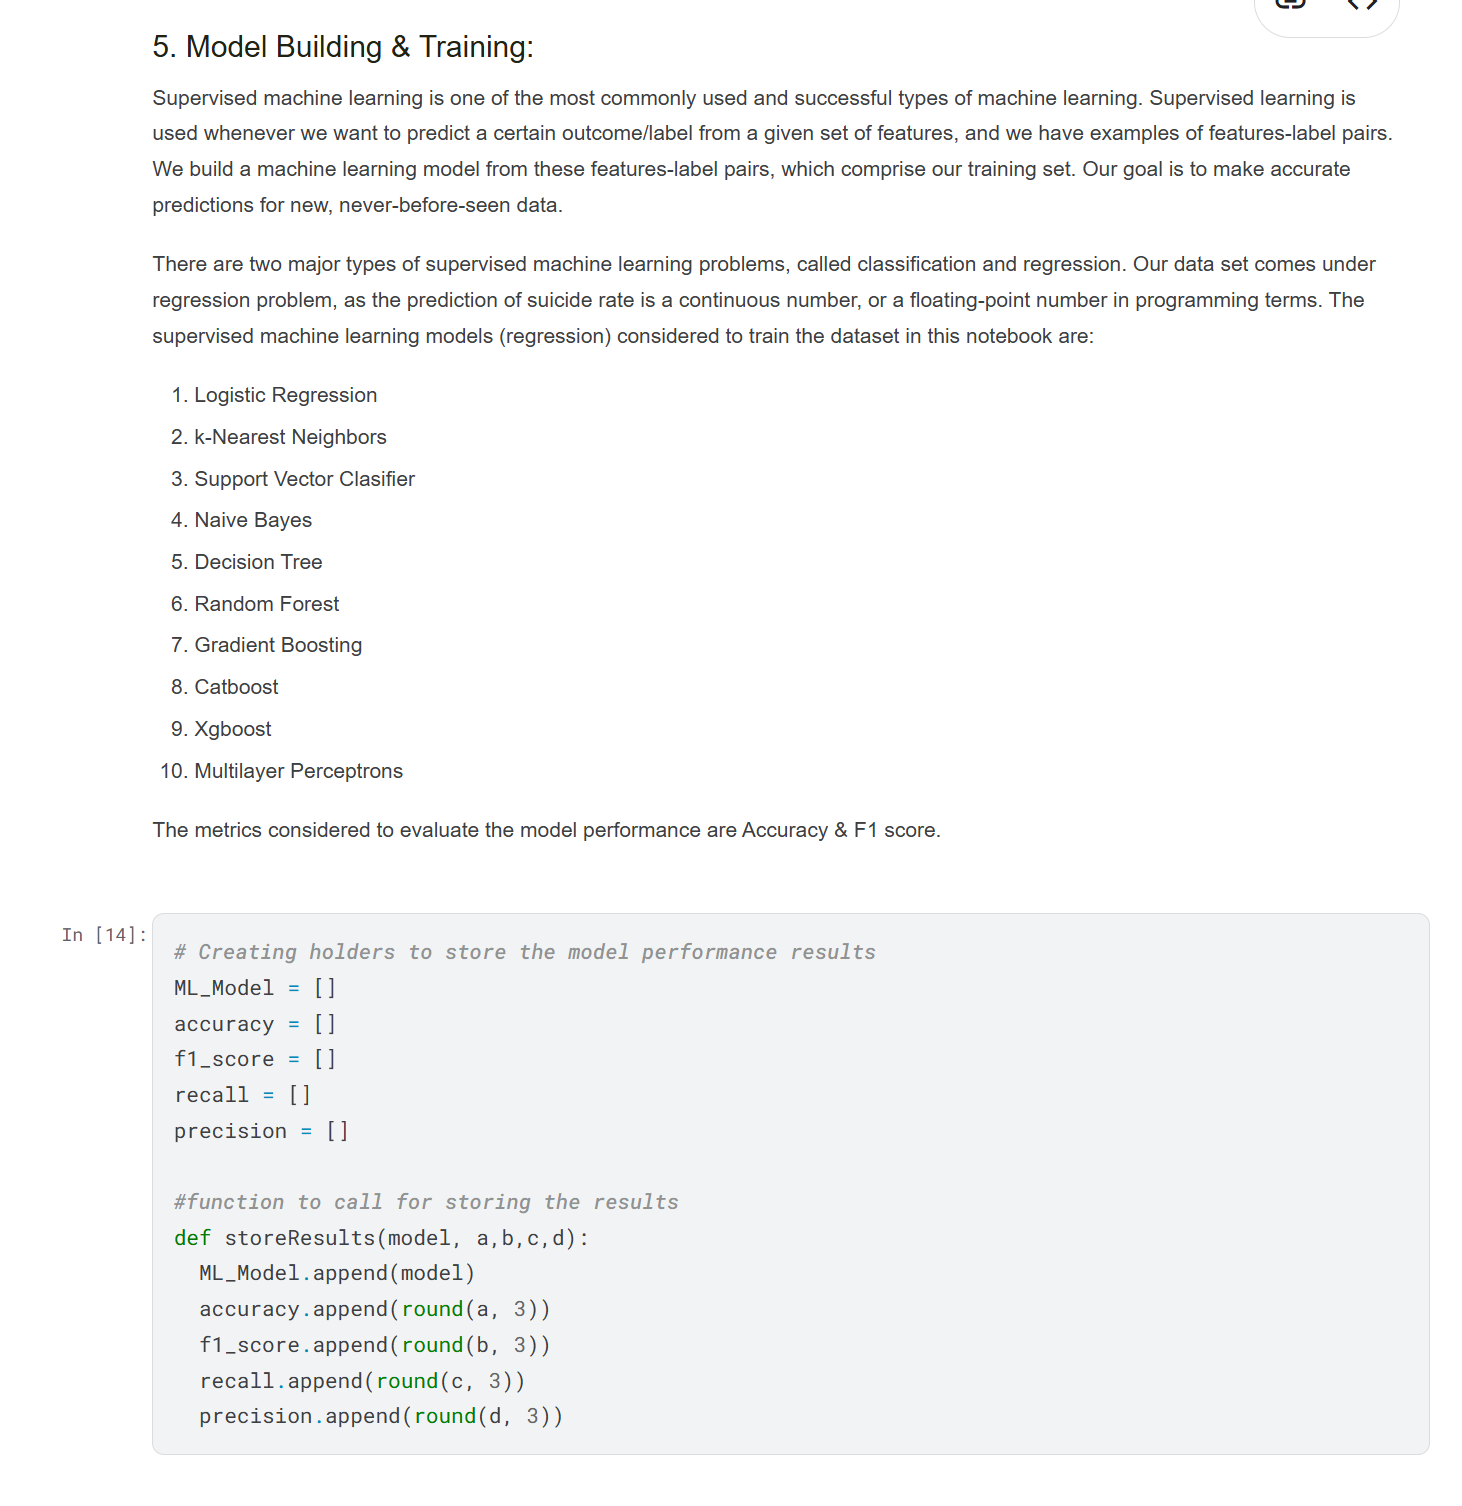 5. Model Building & Training:
Supervised machine learning is one of the most commonly used and successful types of machine learning. Supervised learning is
used whenever we want to predict a certain outcome/label from a given set of features, and we have examples of features-label pairs.
We build a machine learning model from these features-label pairs, which comprise our training set. Our goal is to make accurate
predictions for new, never-before-seen data.
There are two major types of supervised machine learning problems, called classification and regression. Our data set comes under
regression problem, as the prediction of suicide rate is a continuous number, or a floating-point number in programming terms. The
supervised machine learning models (regression) considered to train the dataset in this notebook are:
1. Logistic Regression
2. k-Nearest Neighbors
3. Support Vector Clasifier
4. Naive Bayes
5. Decision Tree
6. Random Forest
7. Gradient Boosting
8. Catboost
9. Xgboost
10. Multilayer Perceptrons
The metrics considered to evaluate the model performance are Accuracy & F1 score.
In [14]:
# Creating holders to store the model performance results
ML_Model = []
accuracy = []
f1_score = []
recall = []
precision = []
#function to call for storing the results
def storeResults(model, a,b,c,d):
  ML_Model.append(model)
  accuracy.append(round(a, 3))
  f1_score.append(round(b, 3))
  recall.append(round(c, 3))
  precision.append(round(d, 3))